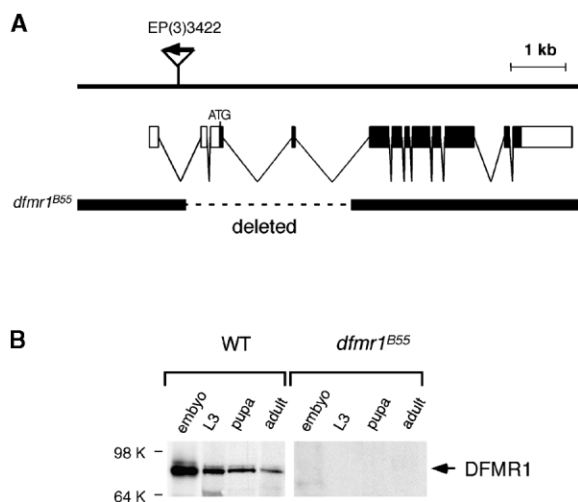 A
EP(3)3422
1 kb
ATG
dfmr1B55
deleted
B
WT dfmr1B55
embyo L3 pupa adult embyo L3 pupa adult
98 K
DFMR1
64 K